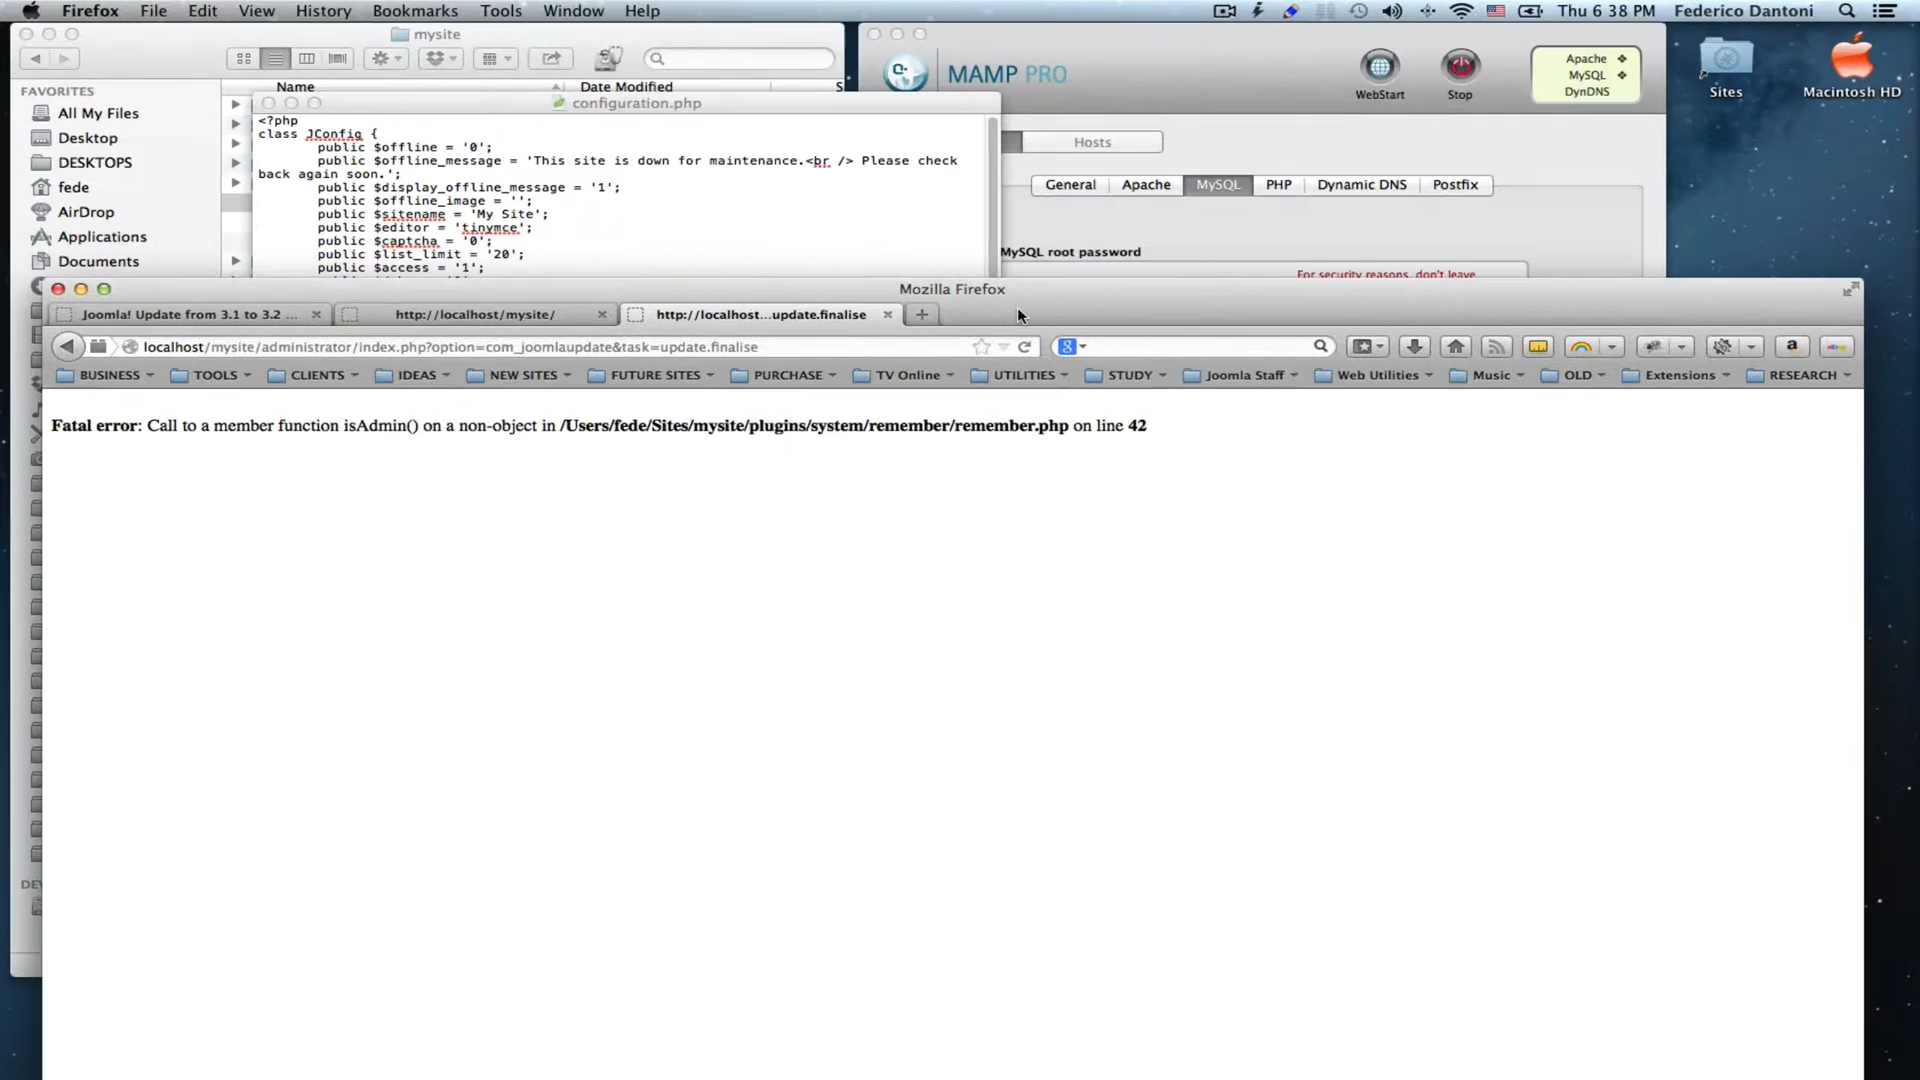 Firefox File Edit View History Bookmarks Tools Window Help Thu 6 38 PM Federico Dantoni
mysite
FAVORITES
All My Files
Desktop
DESKTOPS
fede
AirDrop
Applications
Documents
Name Date Modified S
configuration.php
<?php
class JConfig {
public $offline = '0';
public $offline_message = 'This site is down for maintenance.<br /> Please check
back again soon.';
public $display_offline_message = '1';
public $offline_image = '';
public $sitename = 'My Site';
public $editor = 'tinymce';
public $captcha = '0';
public $list_limit = '20';
public $access = '1';
MAMP PRO
WebStart
Stop
Apache
MySQL
DynDNS
Hosts
General Apache MySQL PHP Dynamic DNS Postfix
MySQL root password
For security reasons, don't leave
Sites
Macintosh HD
Mozilla Firefox
Joomla! Update from 3.1 to 3.2 ... http://localhost/mysite/ http://localhost...update.finalise
localhost/mysite/administrator/index.php?option=com_joomlaupdate&task=update.finalise
BUSINESS TOOLS CLIENTS IDEAS NEW SITES FUTURE SITES PURCHASE TV Online UTILITIES STUDY Joomla Staff Web Utilities Music OLD Extensions RESEARCH
Fatal error: Call to a member function isAdmin() on a non-object in /Users/fede/Sites/mysite/plugins/system/remember/remember.php on line 42
DE